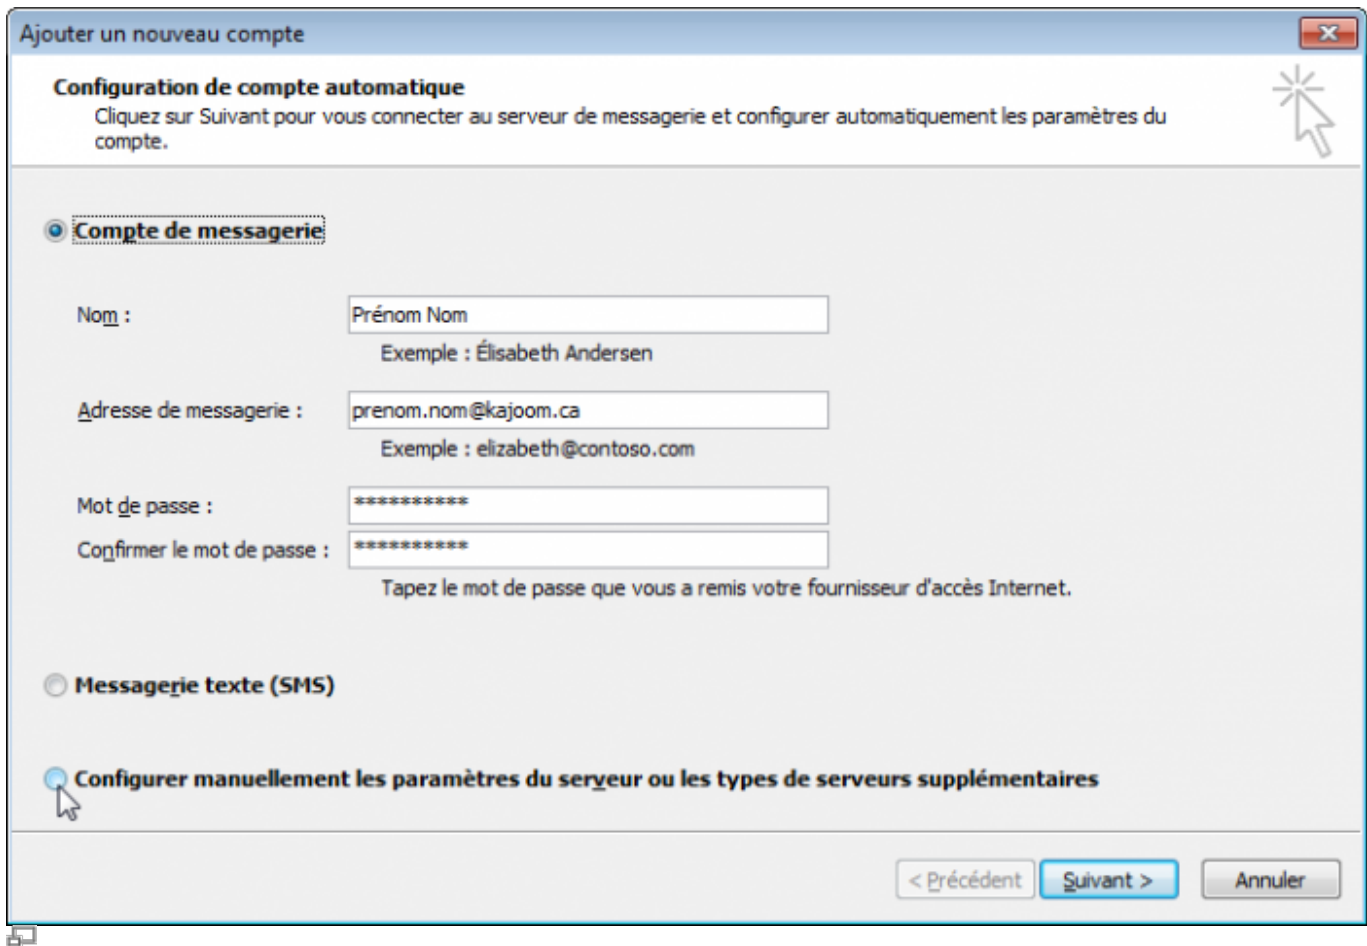 Ajouter un nouveau compte
Configuration de compte automatique
Cliquez sur Suivant pour vous connecter au serveur de messagerie et configurer automatiquement les paramètres du
compte.
Compte de messagerie
Nom :
Prénom Nom
Exemple : Élisabeth Andersen
Adresse de messagerie :
prenom.nom@kajoom.ca
Exemple : elizabeth@contoso.com
Mot de passe :
**********
Confirmer le mot de passe :
**********
Tapez le mot de passe que vous a remis votre fournisseur d'accès Internet.
Messagerie texte (SMS)
Configurer manuellement les paramètres du serveur ou les types de serveurs supplémentaires
< Précédent
Suivant >
Annuler